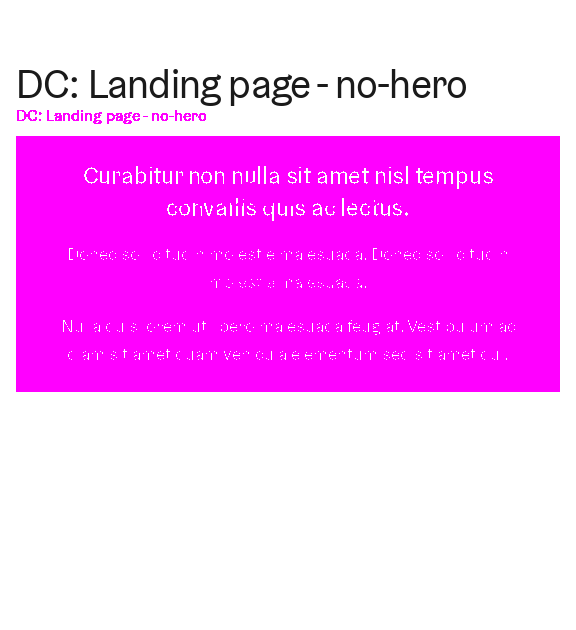 DC: Landing page - no-hero
DC: Landing page - no-hero
Curabitur non nulla sit amet nisl tempus
convallis quis ac lectus.
Donec sollicitudin molestie malesuada. Donec sollicitudin
molestie malesuada.
Nulla quis lorem ut libero malesuada feugiat. Vestibulum ac
diam sit amet quam vehicula elementum sed sit amet dui.